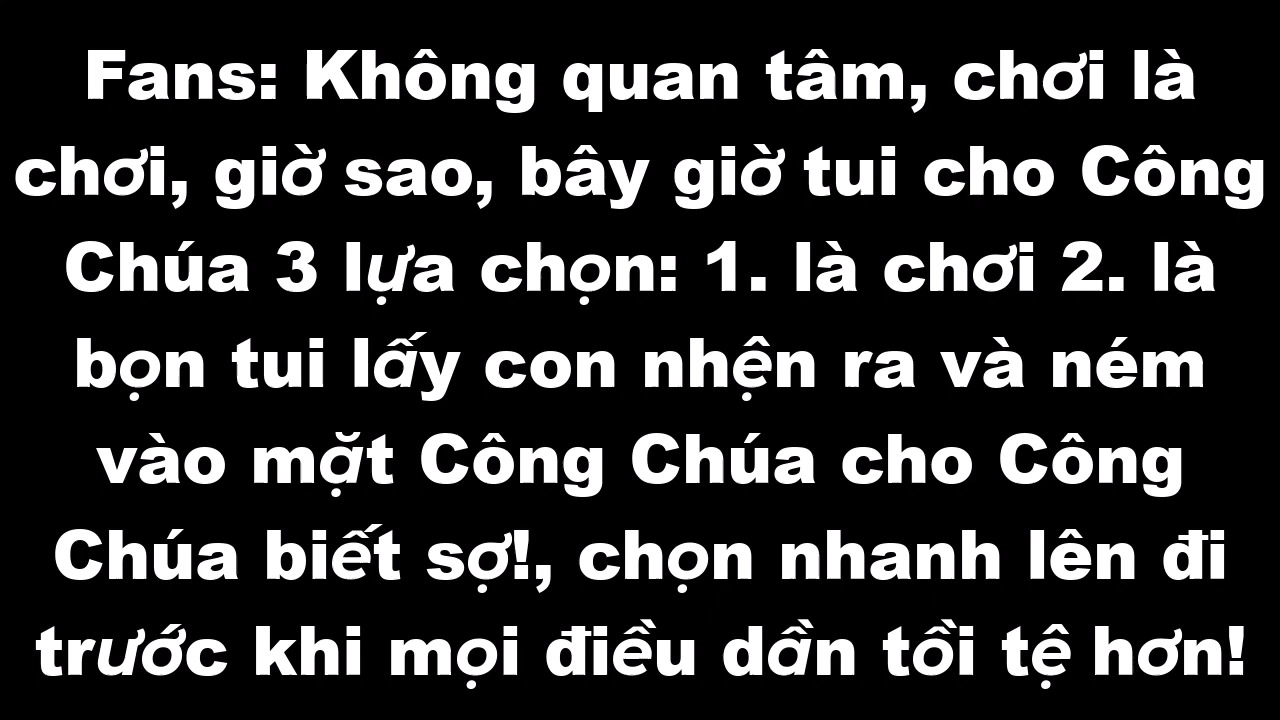 Fans: Không quan tâm, chơi là
chơi, giờ sao, bây giờ tui cho Công
Chúa 3 lựa chọn: 1. là chơi 2. là
bọn tui lấy con nhện ra và ném
vào mặt Công Chúa cho Công
Chúa biết sợ!, chọn nhanh lên đi
trước khi mọi điều dần tồi tệ hơn!